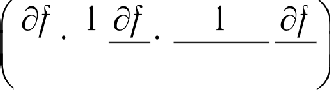 ( ∂f . 1 ∂f . 1 ∂f )